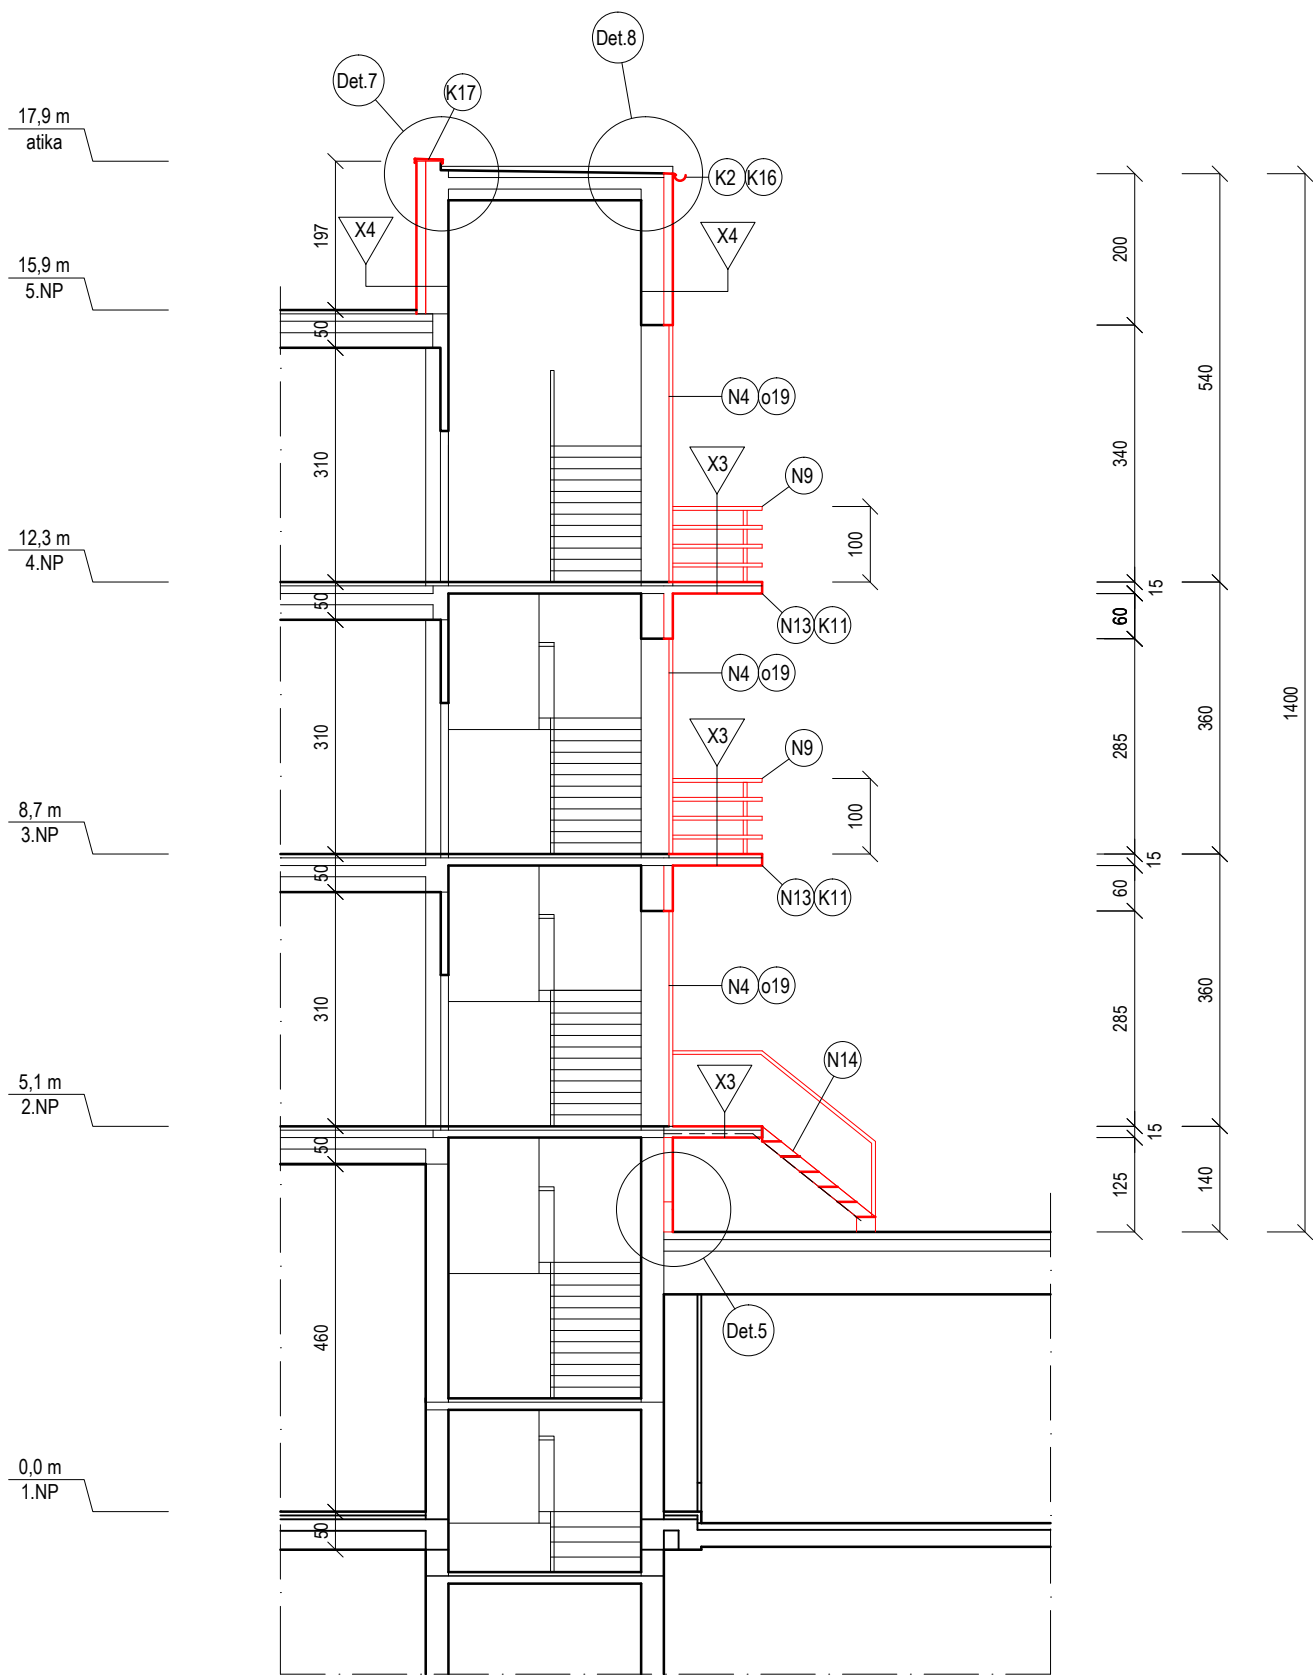 Det.8
Det.7
K17
17,9 m
atika
K2 K16
197
X4
X4
200
15,9 m
5.NP
50
540
N4 o19
340
310
X3
N9
100
12,3 m
4.NP
50
15
60
N13 K11
N4 o19
1400
310
X3
N9
285
360
100
8,7 m
3.NP
50
15
60
N13 K11
N4 o19
310
285
360
N14
5,1 m
2.NP
X3
50
15
125
140
Det.5
460
0,0 m
1.NP
50